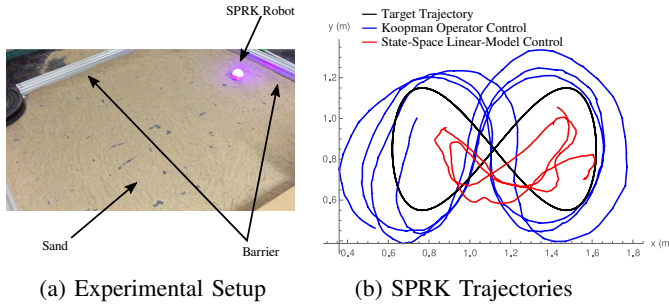 SPRK Robot
Sand
Barrier
(a) Experimental Setup
y (m)
Target Trajectory
Koopman Operator Control
State-Space Linear-Model Control
1.2
1.0
0.8
0.6
0.4 0.6 0.8 1.0 1.2 1.4 1.6 1.8
x (m
(b) SPRK Trajectories